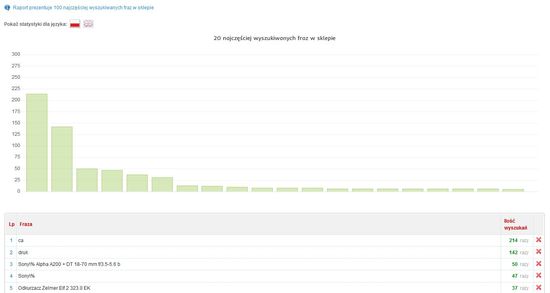 Raport prezentuje 100 najczęściej wyszukiwanych fraz w sklepie
Pokaż statystyki dla języka:
20 najczęściej wyszukiwanych fraz w sklepie
300
275
250
225
200
175
150
125
100
75
50
25
0
Lp Fraza Ilość wyszukań
1 ca 214 razy
2 druk 142 razy
3 Sony\% Alpha A200 + DT 18-70 mm f/3.5-5.6 b 50 razy
4 Sony\% 47 razy
5 Odkurzacz Zelmer Elf 2 323.0 EK 37 razy